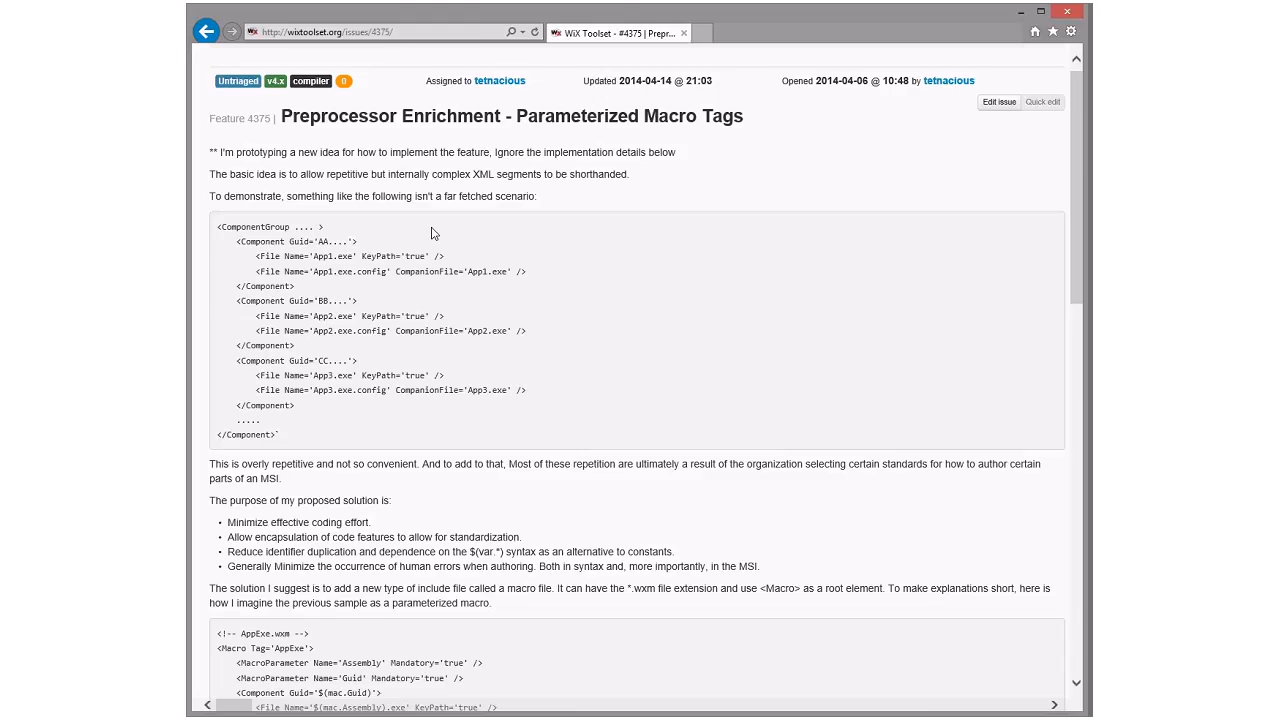 http://wixtoolset.org/issues/4375/
WiX Toolset - #4375 | Prepr...
Untriaged v4.x compiler 0 Assigned to tetnacious Updated 2014-04-14 @ 21:03 Opened 2014-04-06 @ 10:48 by tetnacious
Edit issue Quick edit
Feature 4375 | Preprocessor Enrichment - Parameterized Macro Tags
** I'm prototyping a new idea for how to implement the feature, Ignore the implementation details below
The basic idea is to allow repetitive but internally complex XML segments to be shorthanded.
To demonstrate, something like the following isn't a far fetched scenario:
<ComponentGroup .... >
<Component Guid='AA....'>
<File Name='App1.exe' KeyPath='true' />
<File Name='App1.exe.config' CompanionFile='App1.exe' />
</Component>
<Component Guid='BB....'>
<File Name='App2.exe' KeyPath='true' />
<File Name='App2.exe.config' CompanionFile='App2.exe' />
</Component>
<Component Guid='CC....'>
<File Name='App3.exe' KeyPath='true' />
<File Name='App3.exe.config' CompanionFile='App3.exe' />
</Component>
.....
</Component>`
This is overly repetitive and not so convenient. And to add to that, Most of these repetition are ultimately a result of the organization selecting certain standards for how to author certain
parts of an MSI.
The purpose of my proposed solution is:
• Minimize effective coding effort.
• Allow encapsulation of code features to allow for standardization.
• Reduce identifier duplication and dependence on the $(var.*) syntax as an alternative to constants.
• Generally Minimize the occurrence of human errors when authoring. Both in syntax and, more importantly, in the MSI.
The solution I suggest is to add a new type of include file called a macro file. It can have the *.wxm file extension and use <Macro> as a root element. To make explanations short, here is
how I imagine the previous sample as a parameterized macro.
<!-- AppExe.wxm -->
<Macro Tag='AppExe'>
<MacroParameter Name='Assembly' Mandatory='true' />
<MacroParameter Name='Guid' Mandatory='true' />
<Component Guid='$(mac.Guid)'>
<File Name='$(mac.Assembly).exe' KeyPath='true' />